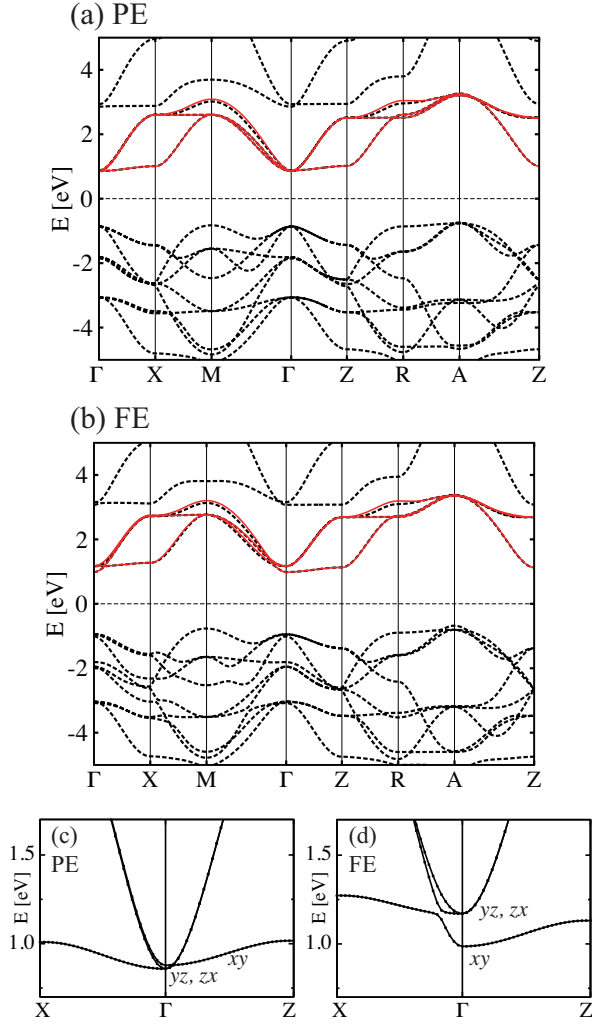 (a) PE
E [eV]
4
2
0
-2
-4
Γ X M Γ Z R A Z
(b) FE
E [eV]
4
2
0
-2
-4
Γ X M Γ Z R A Z
(c)
PE
E [eV]
1.5
1.0
yz, zx
xy
X Γ Z
(d)
FE
E [eV]
1.5
1.0
yz, zx
xy
X Γ Z